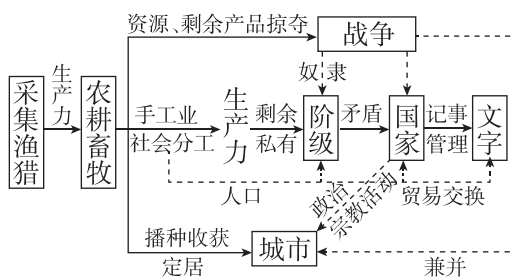 资源、剩余产品掠夺
战争
奴隶
生产力
采集渔猎
农耕畜牧
手工业
社会分工
生产力
剩余
私有
阶级
矛盾
国家
记事
管理
文字
人口
政治
宗教活动
贸易交换
播种收获
定居
城市
兼并